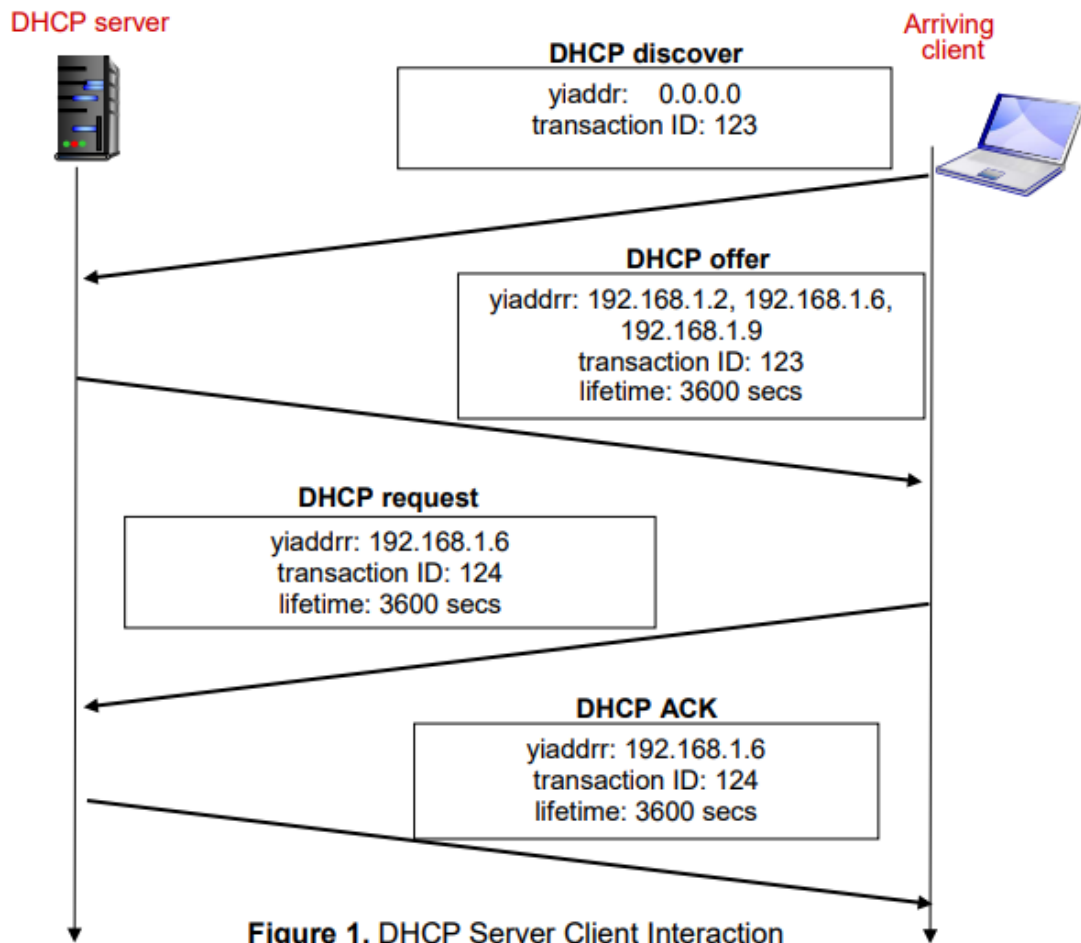 DHCP server
Arriving
client
DHCP discover
yiaddr: 0.0.0.0
transaction ID: 123
DHCP offer
yiaddrr: 192.168.1.2, 192.168.1.6,
192.168.1.9
transaction ID: 123
lifetime: 3600 secs
DHCP request
yiaddrr: 192.168.1.6
transaction ID: 124
lifetime: 3600 secs
DHCP ACK
yiaddrr: 192.168.1.6
transaction ID: 124
lifetime: 3600 secs
Figure 1. DHCP Server Client Interaction